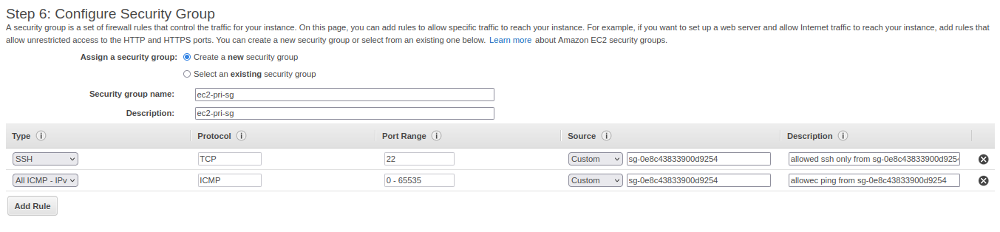 Step 6: Configure Security Group
A security group is a set of firewall rules that control the traffic for your instance. On this page, you can add rules to allow specific traffic to reach your instance. For example, if you want to set up a web server and allow Internet traffic to reach your instance, add rules that
allow unrestricted access to the HTTP and HTTPS ports. You can create a new security group or select from an existing one below. Learn more about Amazon EC2 security groups.
Assign a security group: Create a new security group
Select an existing security group
Security group name: ec2-pri-sg
Description: ec2-pri-sg
Type i Protocol i Port Range i Source i Description i
SSH TCP 22 Custom sg-0e8c43833900d9254 allowed ssh only from sg-0e8c43833900d9254
All ICMP - IPv ICMP 0 - 65535 Custom sg-0e8c43833900d9254 allowec ping from sg-0e8c43833900d9254
Add Rule